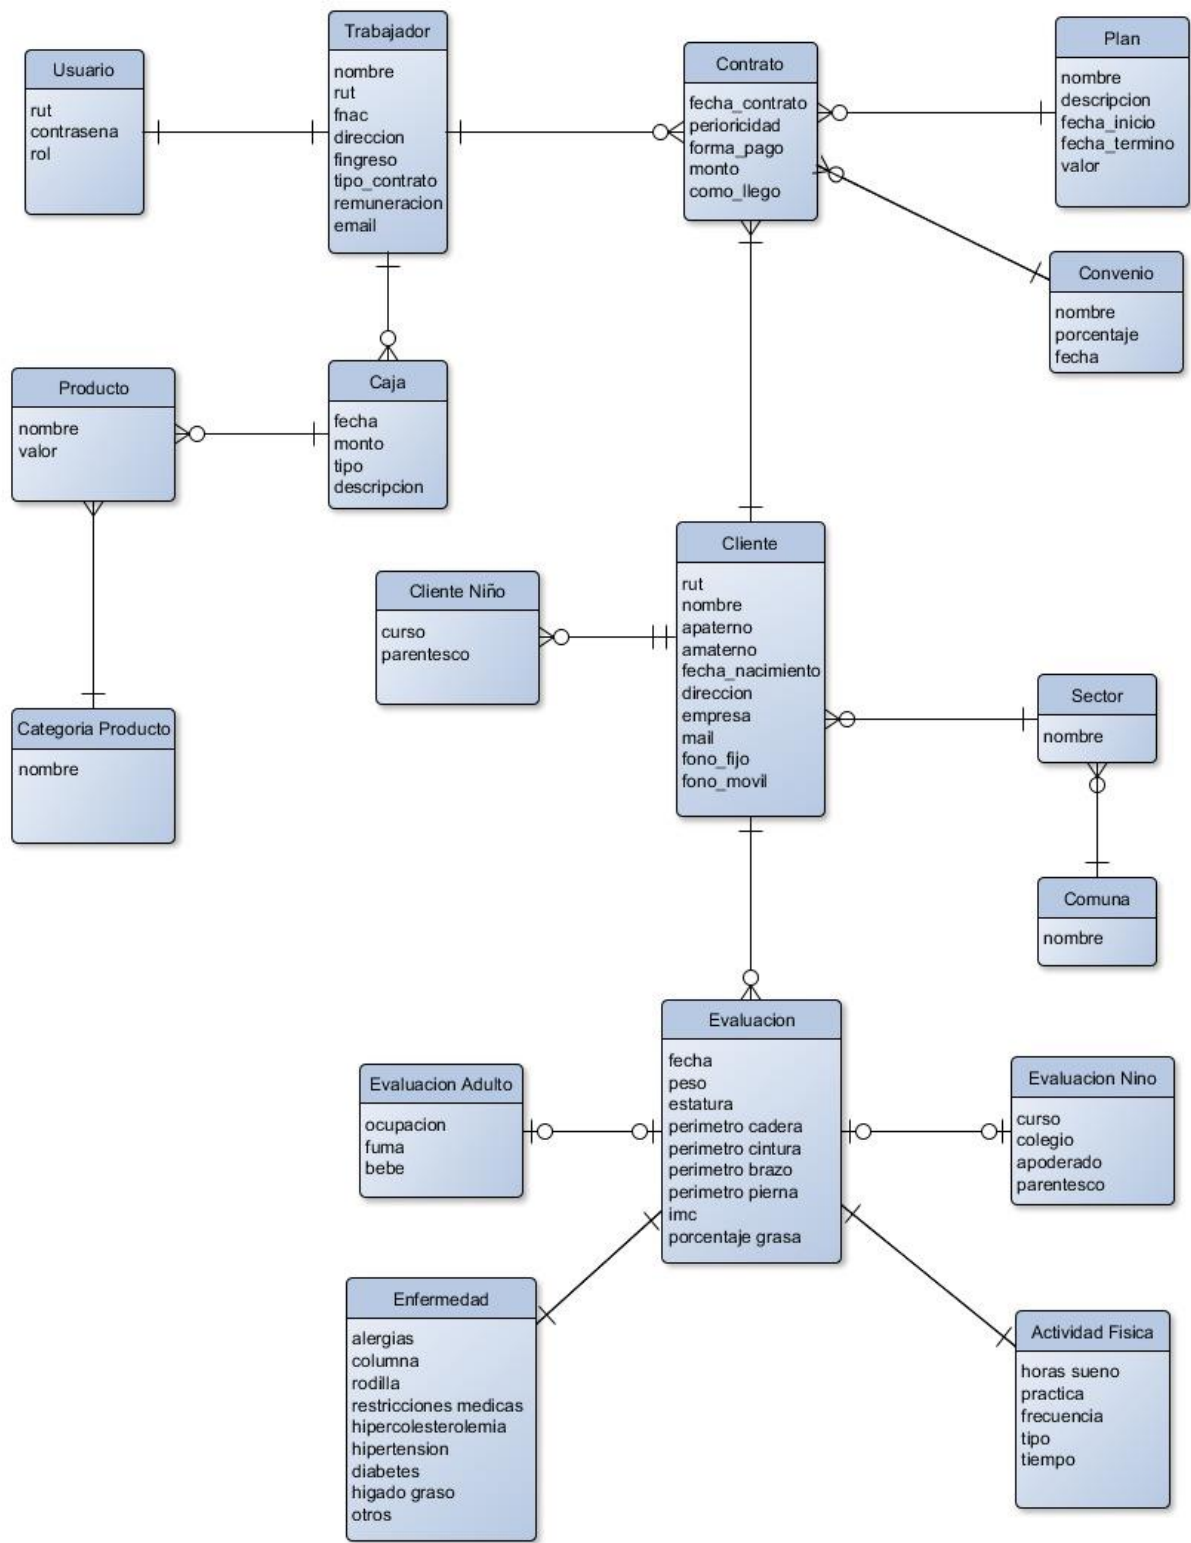 Usuario
rut
contrasena
rol
Trabajador
nombre
rut
fnac
direccion
fingreso
tipo_contrato
remuneracion
email
Contrato
fecha_contrato
perioricidad
forma_pago
monto
como_llego
Plan
nombre
descripcion
fecha_inicio
fecha_termino
valor
Convenio
nombre
porcentaje
fecha
Producto
nombre
valor
Caja
fecha
monto
tipo
descripcion
Categoria Producto
nombre
Cliente Niño
curso
parentesco
Cliente
rut
nombre
apaterno
amaterno
fecha_nacimiento
direccion
empresa
mail
fono_fijo
fono_movil
Sector
nombre
Comuna
nombre
Evaluacion
fecha
peso
estatura
perimetro cadera
perimetro cintura
perimetro brazo
perimetro pierna
imc
porcentaje grasa
Evaluacion Adulto
ocupacion
fuma
bebe
Evaluacion Nino
curso
colegio
apoderado
parentesco
Enfermedad
alergias
columna
rodilla
restricciones medicas
hipercolesterolemia
hipertension
diabetes
higado graso
otros
Actividad Fisica
horas sueno
practica
frecuencia
tipo
tiempo